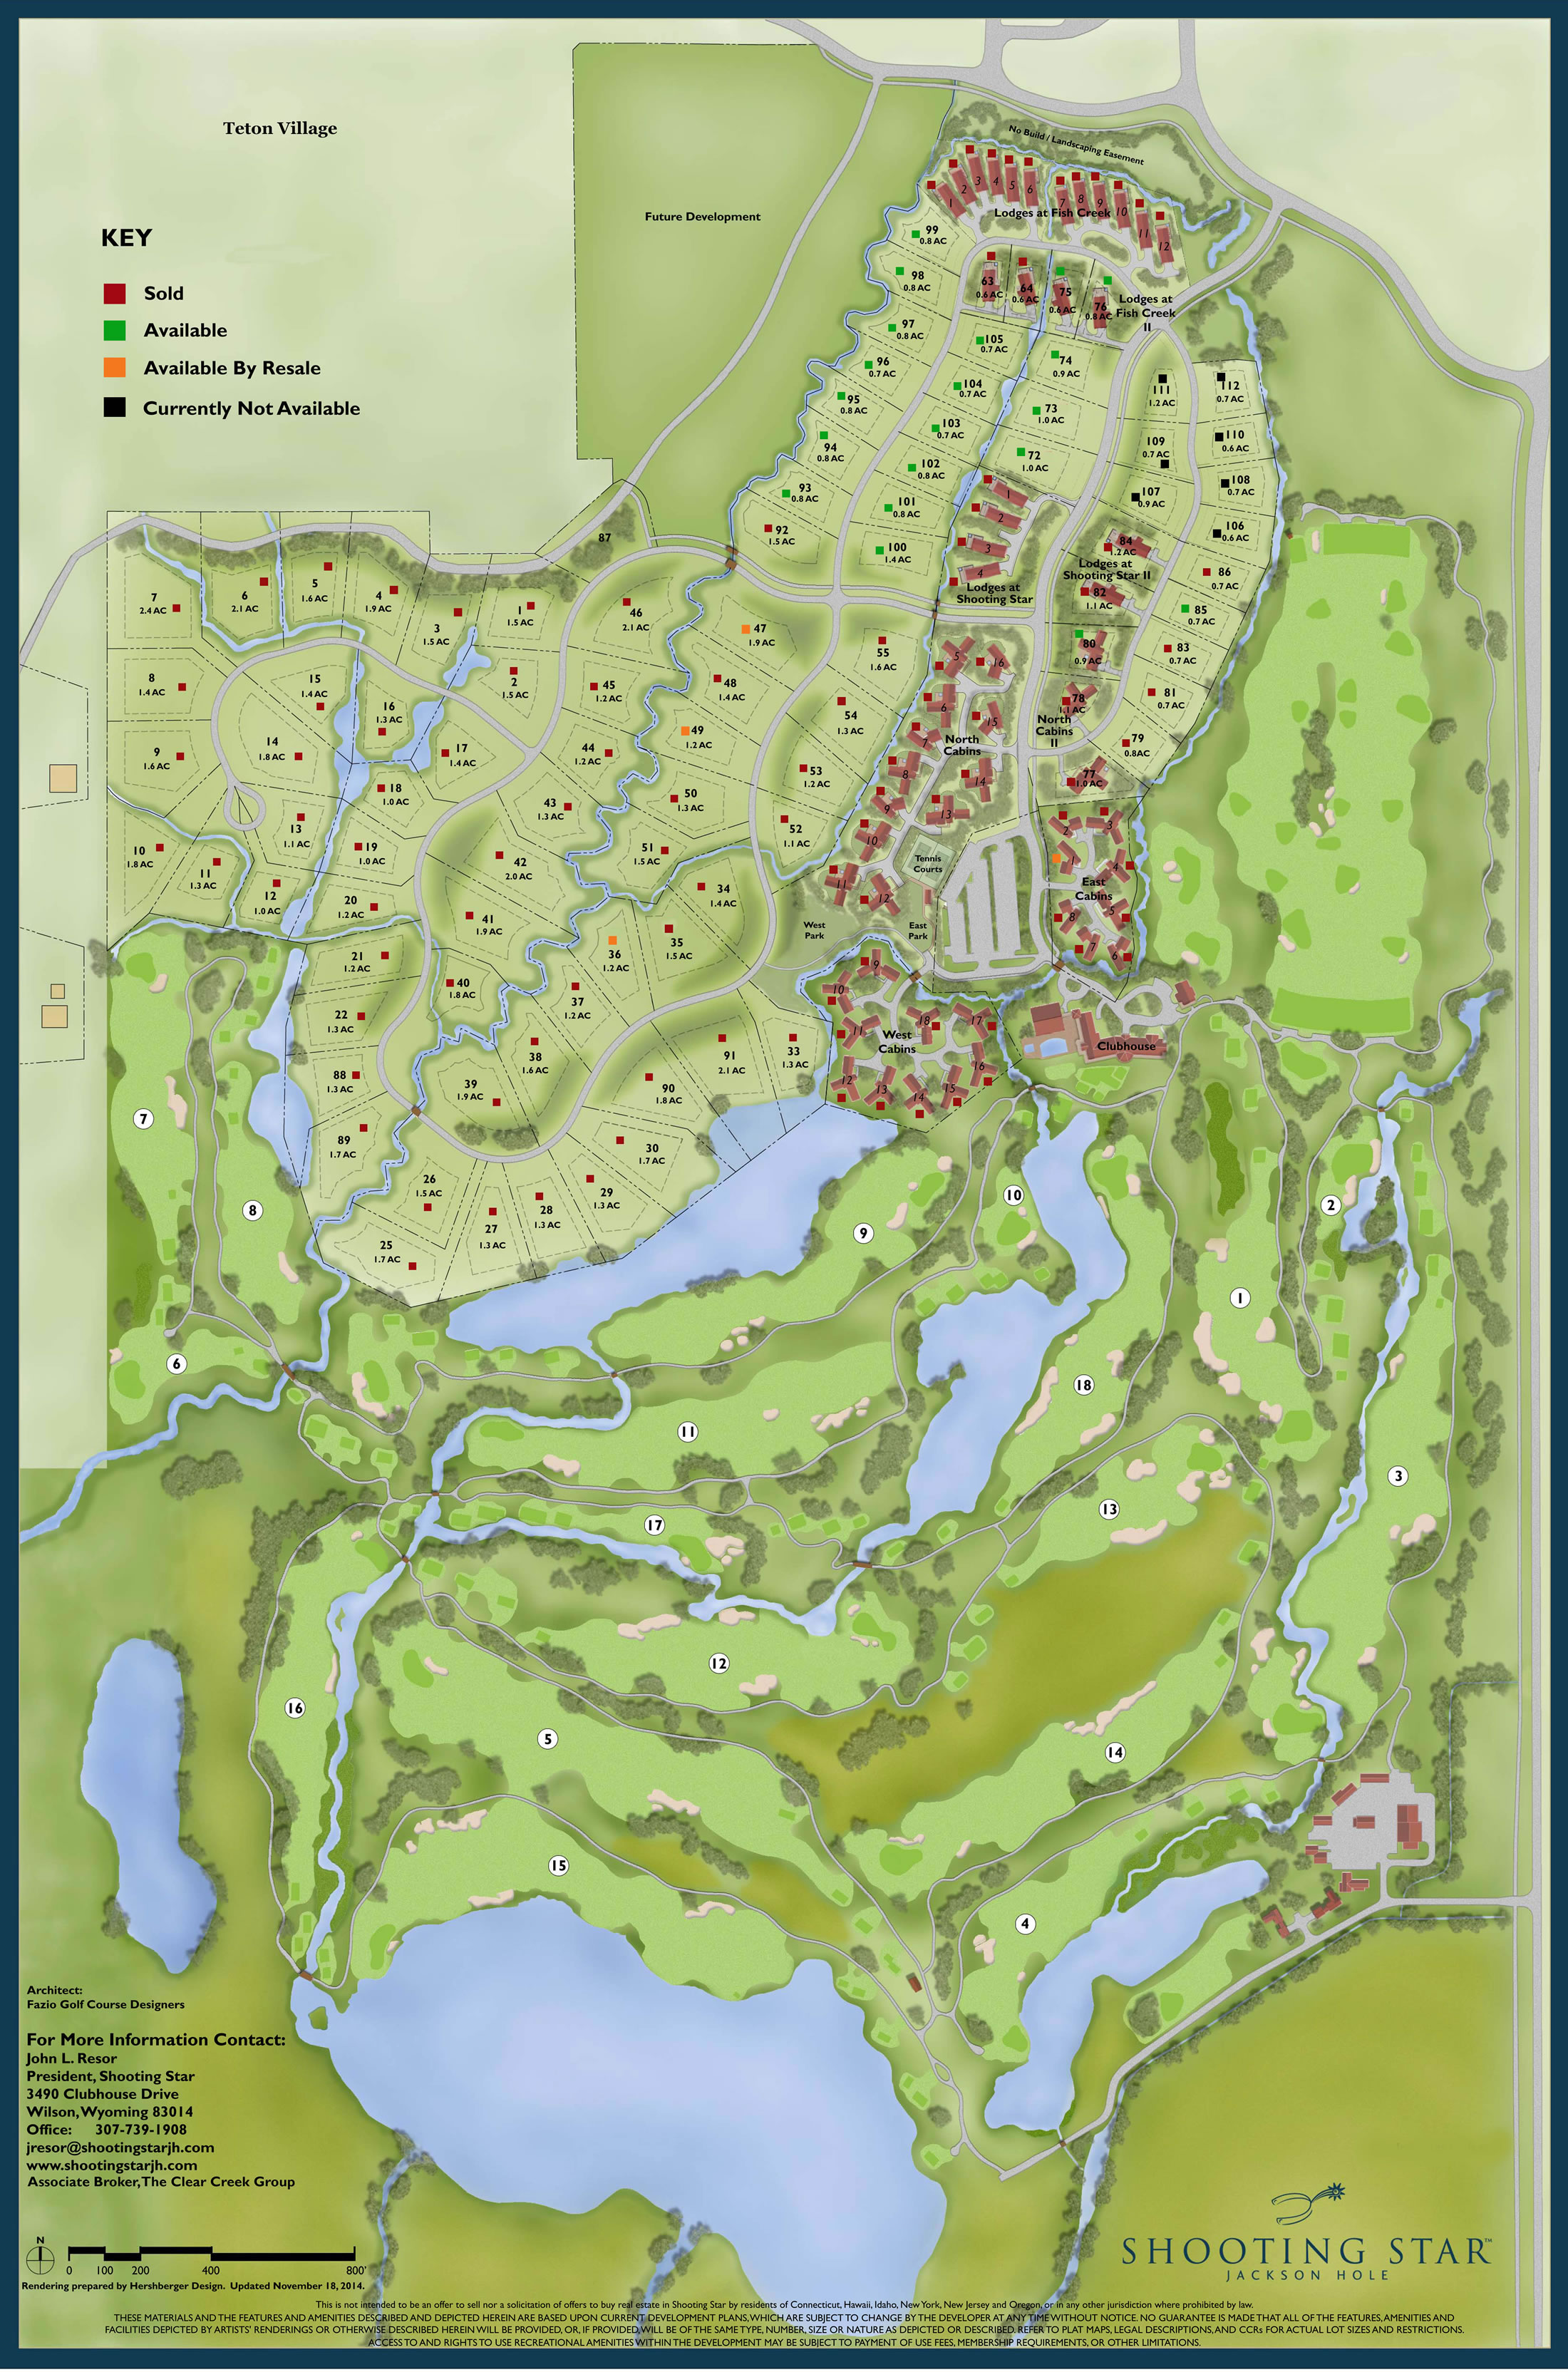 Teton Village
KEY
Sold
Available
Available By Resale
Currently Not Available
Future Development
No Build / Landscaping Easement
1
2
3
4
5
6
7
8
9
10
11
12
Lodges at Fish Creek
99
0.8 AC
98
0.8 AC
97
0.8 AC
96
0.7 AC
95
0.8 AC
94
0.8 AC
93
0.8 AC
92
1.5 AC
63
0.6 AC
64
0.6 AC
75
0.6 AC
76
0.8 AC
Lodges at
Fish Creek
II
105
0.7 AC
104
0.7 AC
103
0.7 AC
102
0.8 AC
101
0.8 AC
100
1.4 AC
74
0.9 AC
73
1.0 AC
72
1.0 AC
111
1.2 AC
112
0.7 AC
109
0.7 AC
110
0.6 AC
107
0.9 AC
108
0.7 AC
106
0.6 AC
1
2
3
4
Lodges at
Shooting Star
84
1.2 AC
Lodges at
Shooting Star II
82
1.1 AC
80
0.9 AC
86
0.7 AC
85
0.7 AC
83
0.7 AC
81
0.7 AC
79
0.8AC
78
1.1 AC
North
Cabins
II
77
1.0 AC
87
7
2.4 AC
6
2.1 AC
5
1.6 AC
4
1.9 AC
3
1.5 AC
1
1.5 AC
2
1.5 AC
8
1.4 AC
9
1.6 AC
10
1.8 AC
11
1.3 AC
12
1.0 AC
13
1.1 AC
14
1.8 AC
15
1.4 AC
16
1.3 AC
17
1.4 AC
18
1.0 AC
19
1.0 AC
20
1.2 AC
21
1.2 AC
22
1.3 AC
88
1.3 AC
89
1.7 AC
46
2.1 AC
45
1.2 AC
44
1.2 AC
43
1.3 AC
42
2.0 AC
41
1.9 AC
40
1.8 AC
47
1.9 AC
48
1.4 AC
49
1.2 AC
50
1.3 AC
51
1.5 AC
55
1.6 AC
54
1.3 AC
53
1.2 AC
52
1.1 AC
34
1.4 AC
35
1.5 AC
36
1.2 AC
37
1.2 AC
38
1.6 AC
39
1.9 AC
91
2.1 AC
33
1.3 AC
90
1.8 AC
30
1.7 AC
29
1.3 AC
28
1.3 AC
27
1.3 AC
26
1.5 AC
25
1.7 AC
5
16
6
15
7
North
Cabins
8
14
9
13
10
11
12
Tennis
Courts
West
Park
East
Park
2
3
1
4
East
Cabins
5
8
7
6
9
10
11
18
17
West
Cabins
16
12
13
14
15
Clubhouse
7
8
6
9
10
2
1
18
11
3
13
17
12
16
5
14
15
4
Architect:
Fazio Golf Course Designers
For More Information Contact:
John L. Resor
President, Shooting Star
3490 Clubhouse Drive
Wilson, Wyoming 83014
Office: 307-739-1908
jresor@shootingstarjh.com
www.shootingstarjh.com
Associate Broker, The Clear Creek Group
N
0 100 200 400 800'
Rendering prepared by Hershberger Design. Updated November 18, 2014.
SHOOTING STAR™
JACKSON HOLE
This is not intended to be an offer to sell nor a solicitation of offers to buy real estate in Shooting Star by residents of Connecticut, Hawaii, Idaho, New York, New Jersey and Oregon, or in any other jurisdiction where prohibited by law.
THESE MATERIALS AND THE FEATURES AND AMENITIES DESCRIBED AND DEPICTED HEREIN ARE BASED UPON CURRENT DEVELOPMENT PLANS, WHICH ARE SUBJECT TO CHANGE BY THE DEVELOPER AT ANY TIME WITHOUT NOTICE. NO GUARANTEE IS MADE THAT ALL OF THE FEATURES, AMENITIES AND
FACILITIES DEPICTED BY ARTISTS' RENDERINGS OR OTHERWISE DESCRIBED HEREIN WILL BE PROVIDED, OR, IF PROVIDED, WILL BE OF THE SAME TYPE, NUMBER, SIZE OR NATURE AS DEPICTED OR DESCRIBED. REFER TO PLAT MAPS, LEGAL DESCRIPTIONS, AND CCRs FOR ACTUAL LOT SIZES AND RESTRICTIONS.
ACCESS TO AND RIGHTS TO USE RECREATIONAL AMENITIES WITHIN THE DEVELOPMENT MAY BE SUBJECT TO PAYMENT OF USE FEES, MEMBERSHIP REQUIREMENTS, OR OTHER LIMITATIONS.